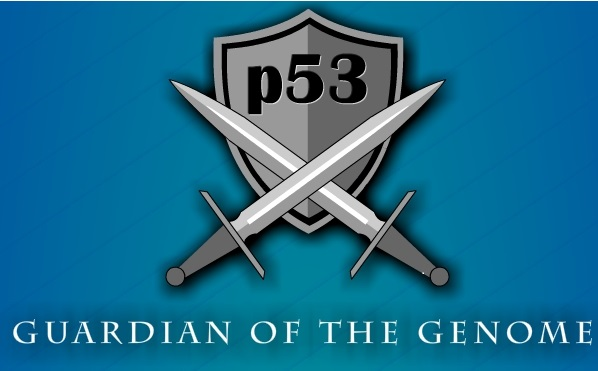 p53
GUARDIAN OF THE GENOME